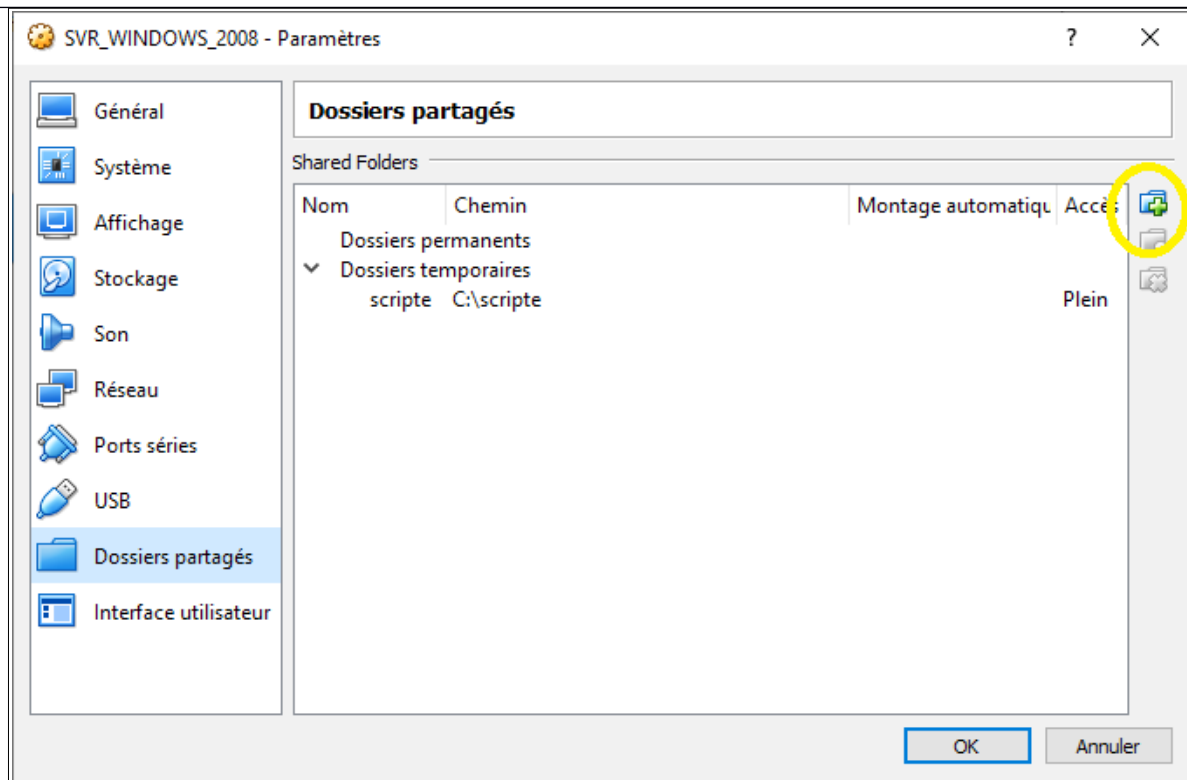 SVR_WINDOWS_2008 - Paramètres ?
Général
Système
Affichage
Stockage
Son
Réseau
Ports séries
USB
Dossiers partagés
Interface utilisateur
Dossiers partagés
Shared Folders
Nom Chemin Montage automatiqu Accès
Dossiers permanents
Dossiers temporaires
scripte C:\scripte Plein
OK Annuler